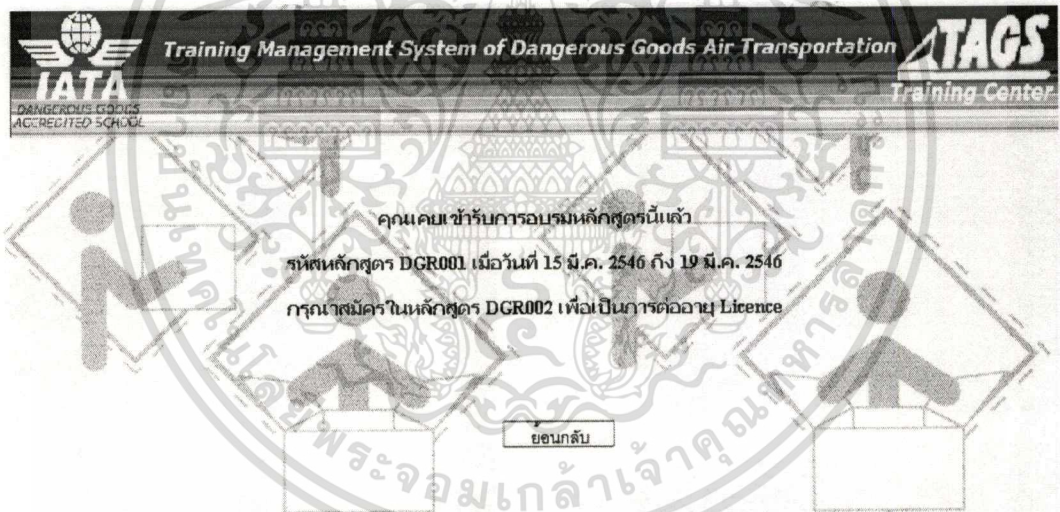 Training Management System of Dangerous Goods Air Transportation
IATA
DANGEROUS GOODS
ACCREDITED SCHOOL
TAGS
Training Center
คุณเคยเข้ารับการอบรมหลักสูตรนี้แล้ว
รหัสหลักสูตร DGR001 เมื่อวันที่ 15 มี.ค. 2546 ถึง 19 มี.ค. 2546
กรุณาสมัครในหลักสูตร DGR002 เพื่อเป็นการต่ออายุ Licence
ย้อนกลับ